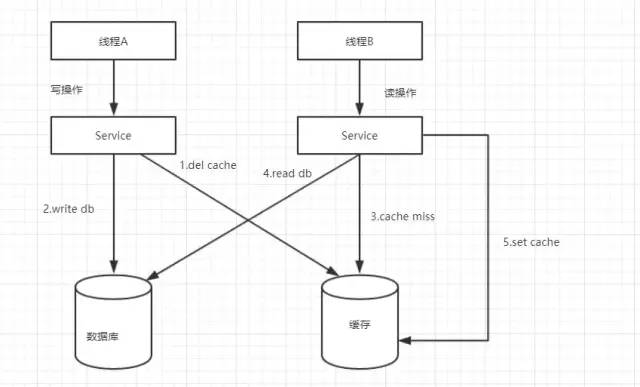 线程A
线程B
写操作
读操作
Service
Service
1.del cache
4.read db
2.write db
3.cache miss
5.set cache
数据库
缓存